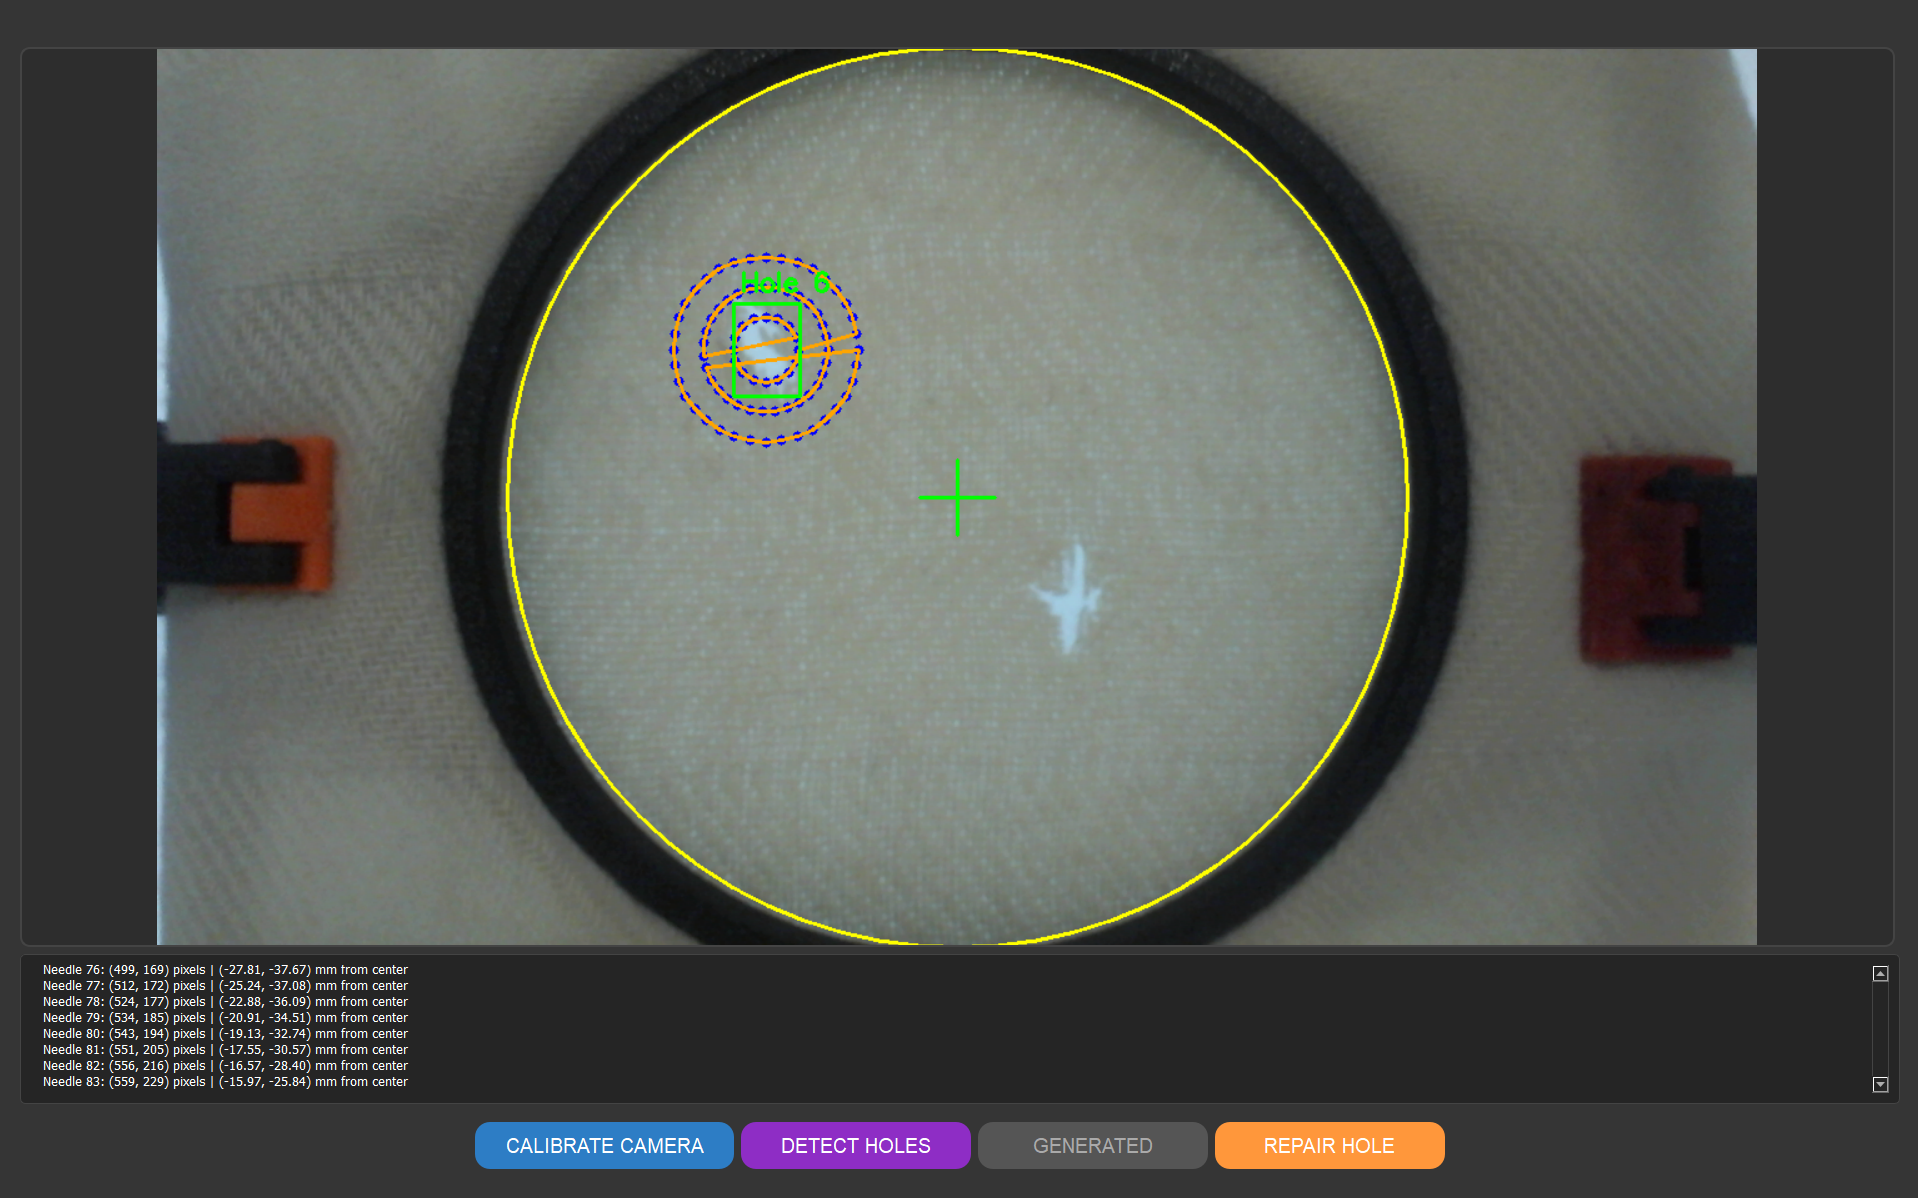 Hole 6
Needle 76: (499, 169) pixels | (-27.81, -37.67) mm from center
Needle 77: (512, 172) pixels | (-25.24, -37.08) mm from center
Needle 78: (524, 177) pixels | (-22.88, -36.09) mm from center
Needle 79: (534, 185) pixels | (-20.91, -34.51) mm from center
Needle 80: (543, 194) pixels | (-19.13, -32.74) mm from center
Needle 81: (551, 205) pixels | (-17.55, -30.57) mm from center
Needle 82: (556, 216) pixels | (-16.57, -28.40) mm from center
Needle 83: (559, 229) pixels | (-15.97, -25.84) mm from center
CALIBRATE CAMERA
DETECT HOLES
GENERATED
REPAIR HOLE